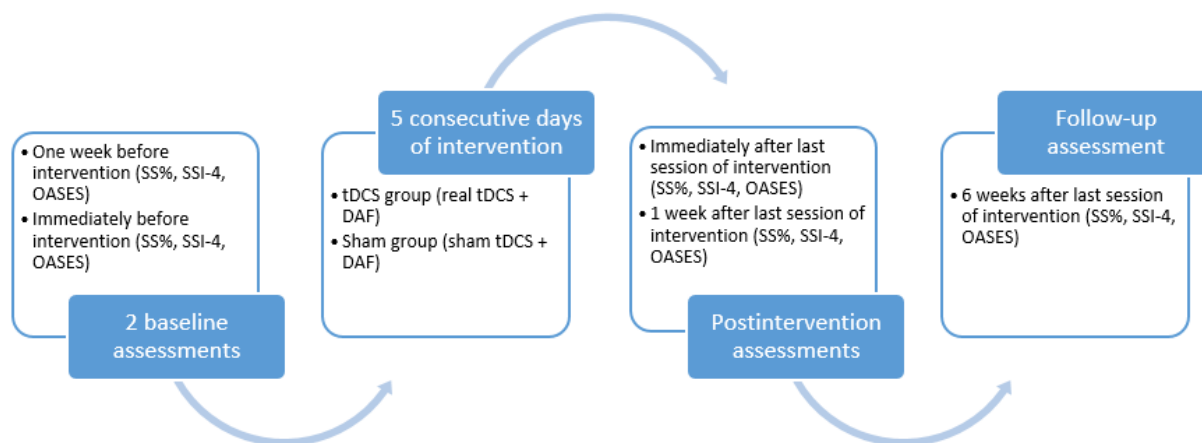 • One week before
intervention (SS%, SSI-4,
OASES)
• Immediately before
intervention (SS%, SSI-4,
OASES)
2 baseline
assessments
5 consecutive days
of intervention
• tDCS group (real tDCS +
DAF)
• Sham group (sham tDCS +
DAF)
• Immediately after last
session of intervention
(SS%, SSI-4, OASES)
• 1 week after last session of
intervention (SS%, SSI-4,
OASES)
Postintervention
assessments
Follow-up
assessment
• 6 weeks after last session
of intervention (SS%, SSI-4,
OASES)